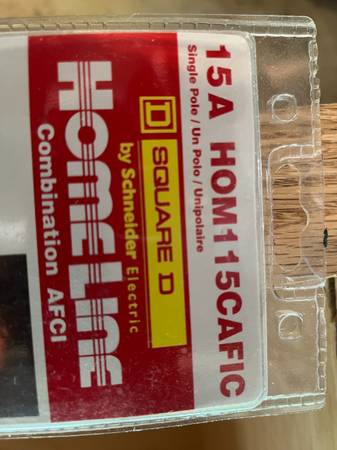 15A HOM115CAFIC
Single Pole / Un Polo / Unipolaire
D SQUARE D
by Schneider Electric
HOMELINE
Combination AFCI